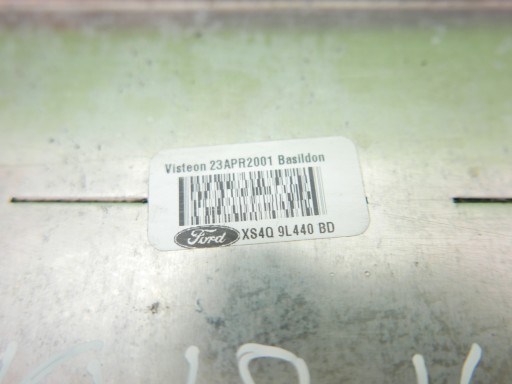 Visteon 23APR2001 Basildon
Ford XS4Q 9L440 BD